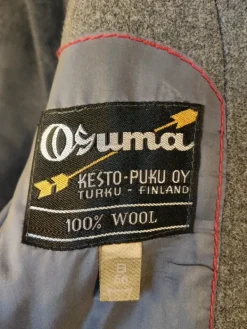 Osuma
KESTO-PUKU OY
TURKU - FINLAND
100% WOOL